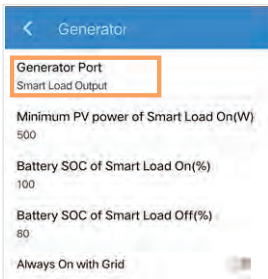 Generator
Generator Port
Smart Load Output
Minimum PV power of Smart Load On(W)
500
Battery SOC of Smart Load On(%)
100
Battery SOC of Smart Load Off(%)
80
Always On with Grid